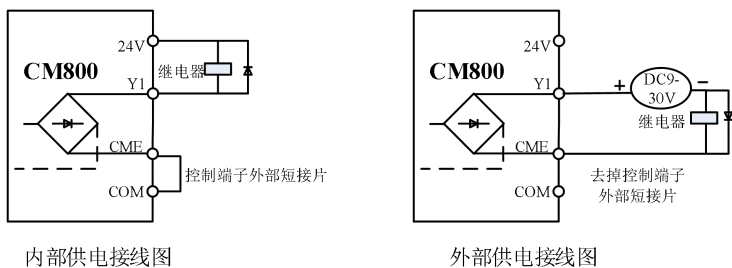 24V
CM800
继电器
Y1
CME
控制端子外部短接片
COM
内部供电接线图
24V
CM800
Y1
+
DC9-
30V
−
继电器
CME
去掉控制端子
外部短接片
COM
外部供电接线图